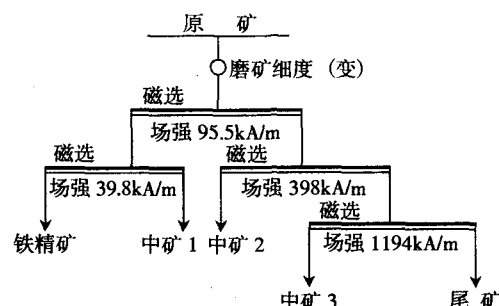 原 矿
磨矿细度 (变)
磁选
场强 95.5kA/m
磁选
磁选
场强 39.8kA/m
场强 398kA/m
磁选
铁精矿
中矿 1
中矿 2
场强 1194kA/m
中矿 3
尾 矿